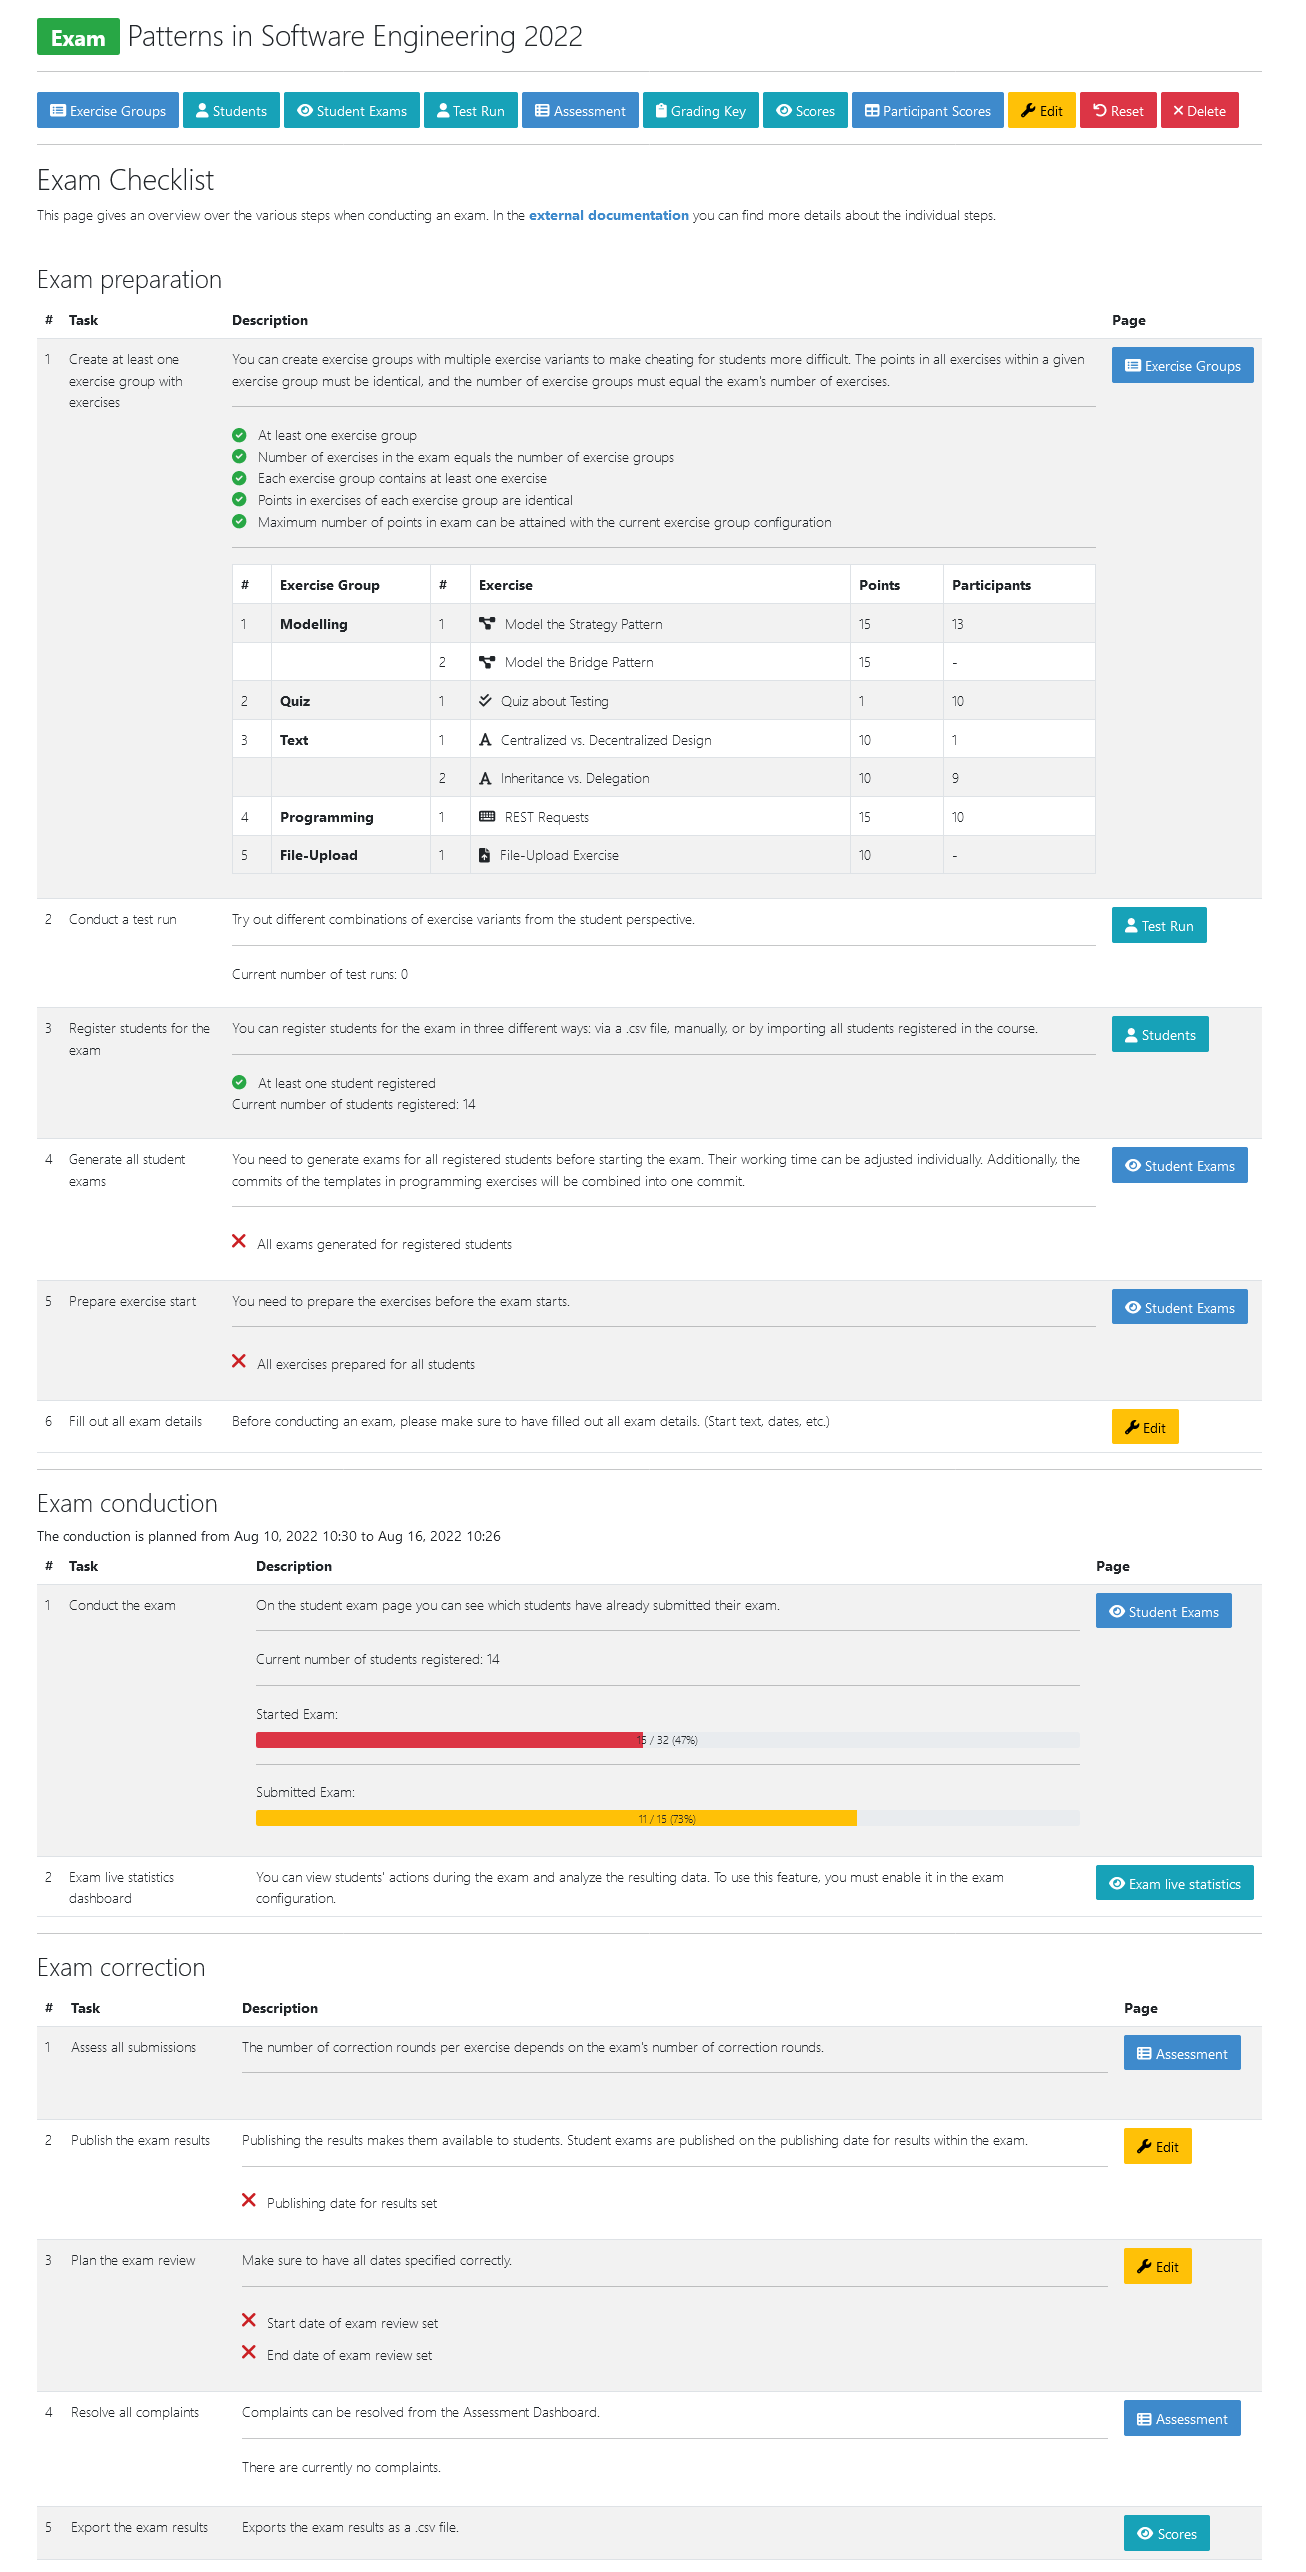 Exam Patterns in Software Engineering 2022
Exercise Groups Students Student Exams Test Run Assessment Grading Key Scores Participant Scores Edit Reset Delete
Exam Checklist
This page gives an overview over the various steps when conducting an exam. In the external documentation you can find more details about the individual steps.
Exam preparation
# Task Description Page
1 Create at least one exercise group with exercises
You can create exercise groups with multiple exercise variants to make cheating for students more difficult. The points in all exercises within a given
exercise group must be identical, and the number of exercise groups must equal the exam's number of exercises.
Exercise Groups
At least one exercise group
Number of exercises in the exam equals the number of exercise groups
Each exercise group contains at least one exercise
Points in exercises of each exercise group are identical
Maximum number of points in exam can be attained with the current exercise group configuration
# Exercise Group # Exercise Points Participants
1 Modelling 1 Model the Strategy Pattern 15 13
2 Model the Bridge Pattern 15 -
2 Quiz 1 Quiz about Testing 1 10
3 Text 1 Centralized vs. Decentralized Design 10 1
2 Inheritance vs. Delegation 10 9
4 Programming 1 REST Requests 15 10
5 File-Upload 1 File-Upload Exercise 10 -
2 Conduct a test run Try out different combinations of exercise variants from the student perspective. Test Run
Current number of test runs: 0
3 Register students for the exam
You can register students for the exam in three different ways: via a .csv file, manually, or by importing all students registered in the course.
Students
At least one student registered
Current number of students registered: 14
4 Generate all student exams
You need to generate exams for all registered students before starting the exam. Their working time can be adjusted individually. Additionally, the
commits of the templates in programming exercises will be combined into one commit.
Student Exams
All exams generated for registered students
5 Prepare exercise start You need to prepare the exercises before the exam starts. Student Exams
All exercises prepared for all students
6 Fill out all exam details Before conducting an exam, please make sure to have filled out all exam details. (Start text, dates, etc.) Edit
Exam conduction
The conduction is planned from Aug 10, 2022 10:30 to Aug 16, 2022 10:26
# Task Description Page
1 Conduct the exam On the student exam page you can see which students have already submitted their exam. Student Exams
Current number of students registered: 14
Started Exam:
15 / 32 (47%)
Submitted Exam:
11 / 15 (73%)
2 Exam live statistics dashboard
You can view students' actions during the exam and analyze the resulting data. To use this feature, you must enable it in the exam
configuration.
Exam live statistics
Exam correction
# Task Description Page
1 Assess all submissions The number of correction rounds per exercise depends on the exam's number of correction rounds. Assessment
2 Publish the exam results Publishing the results makes them available to students. Student exams are published on the publishing date for results within the exam. Edit
Publishing date for results set
3 Plan the exam review Make sure to have all dates specified correctly. Edit
Start date of exam review set
End date of exam review set
4 Resolve all complaints Complaints can be resolved from the Assessment Dashboard. Assessment
There are currently no complaints.
5 Export the exam results Exports the exam results as a .csv file. Scores